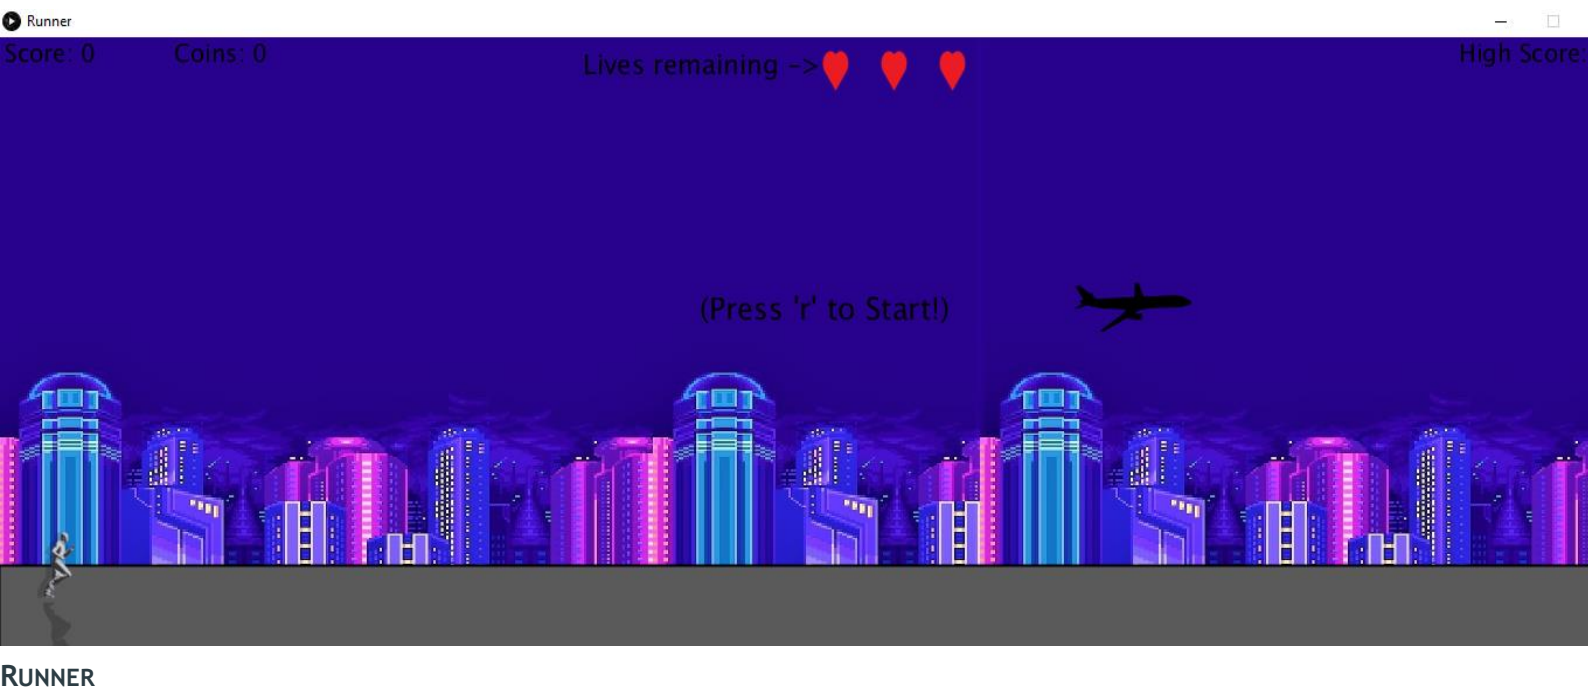 Runner
Score: 0 Coins: 0 Lives remaining -> High Score:
(Press 'r' to Start!)
RUNNER